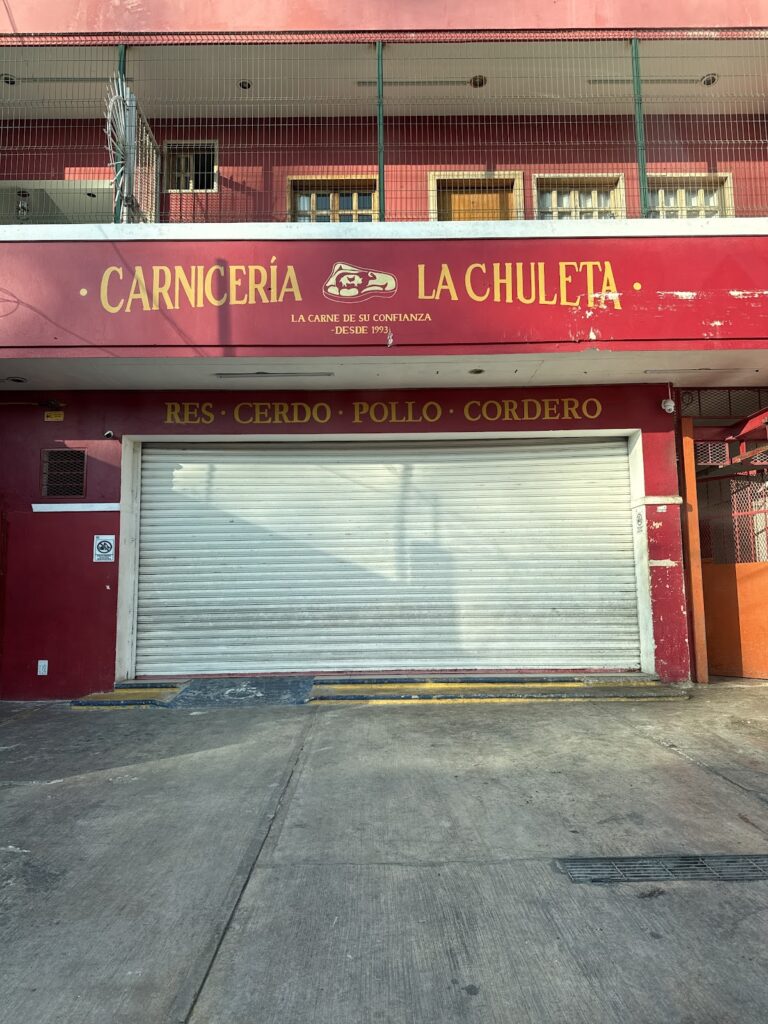 · CARNICERÍA LA CHULETA ·
LA CARNE DE SU CONFIANZA
-DESDE 1993-
RES · CERDO · POLLO · CORDERO